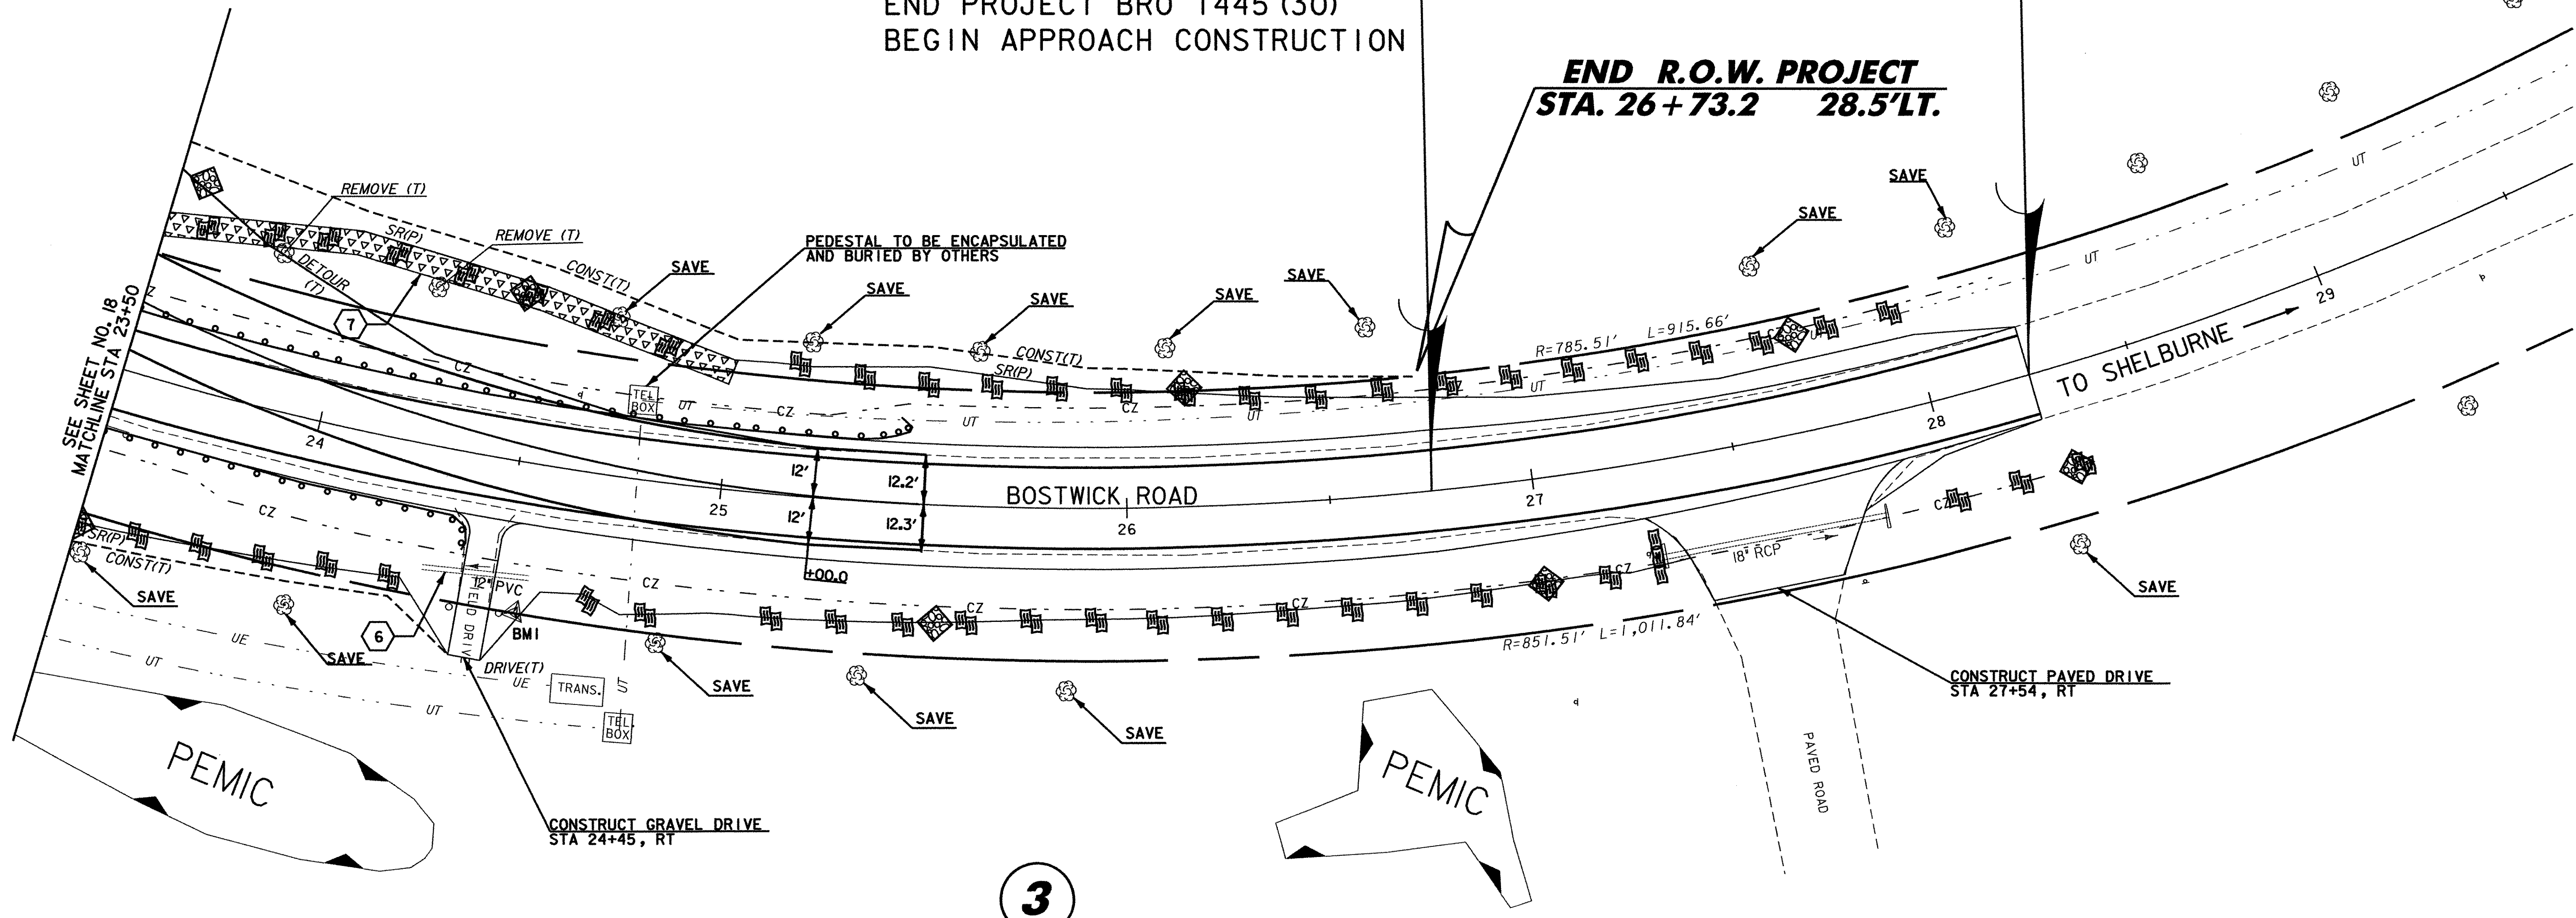 END PROJECT BRO 1445 (30)
BEGIN APPROACH CONSTRUCTION
END R.O.W. PROJECT
STA. 26+73.2 28.5'LT.
SEE SHEET NO. 18
MATCHLINE STA 23+50
REMOVE (T)
SR(P)
REMOVE (T)
DETOUR
(T)
CONST(T)
SAVE
PEDESTAL TO BE ENCAPSULATED
AND BURIED BY OTHERS
SAVE
SAVE
SAVE
SAVE
SAVE
SAVE
7
CZ
CZ
TEL
BOX
UT
CZ
UT
CONST(T)
SR(P)
CZ
UT
CZ
UT
R=785.51' L=915.66'
CZ
UT
UT
UT
TO SHELBURNE
24
25
26
27
28
29
12'
12.2'
12'
12.3'
+00.0
BOSTWICK ROAD
CZ
SR(P)
CONST(T)
SAVE
SAVE
6
12" PVC
FIELD DRIVE
BM1
DRIVE(T)
UE
UE
UT
UT
TRANS.
UT
TEL.
BOX
CZ
CZ
CZ
CZ
CZ
SAVE
SAVE
SAVE
SAVE
18" RCP
R=851.51' L=1,011.84'
CONSTRUCT PAVED DRIVE
STA 27+54, RT
PAVED ROAD
PEMIC
PEMIC
CONSTRUCT GRAVEL DRIVE
STA 24+45, RT
3